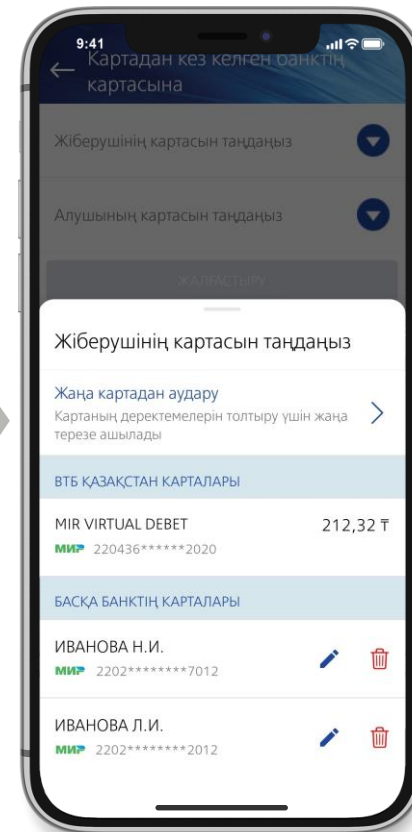 9:41
Картадан кез келген банктің
картасына
Жіберушінің картасын таңдаңыз
Алушының картасын таңдаңыз
ЖАЛҒАСТЫРУ
Жіберушінің картасын таңдаңыз
Жаңа картадан аудару
Картаның деректемелерін толтыру үшін жаңа
терезе ашылады
ВТБ ҚАЗАҚСТАН КАРТАЛАРЫ
MIR VIRTUAL DEBET 212,32 ₸
МИР 220436******2020
БАСҚА БАНКТІҢ КАРТАЛАРЫ
ИВАНОВА Н.И.
МИР 2202********7012
ИВАНОВА Л.И.
МИР 2202********2012